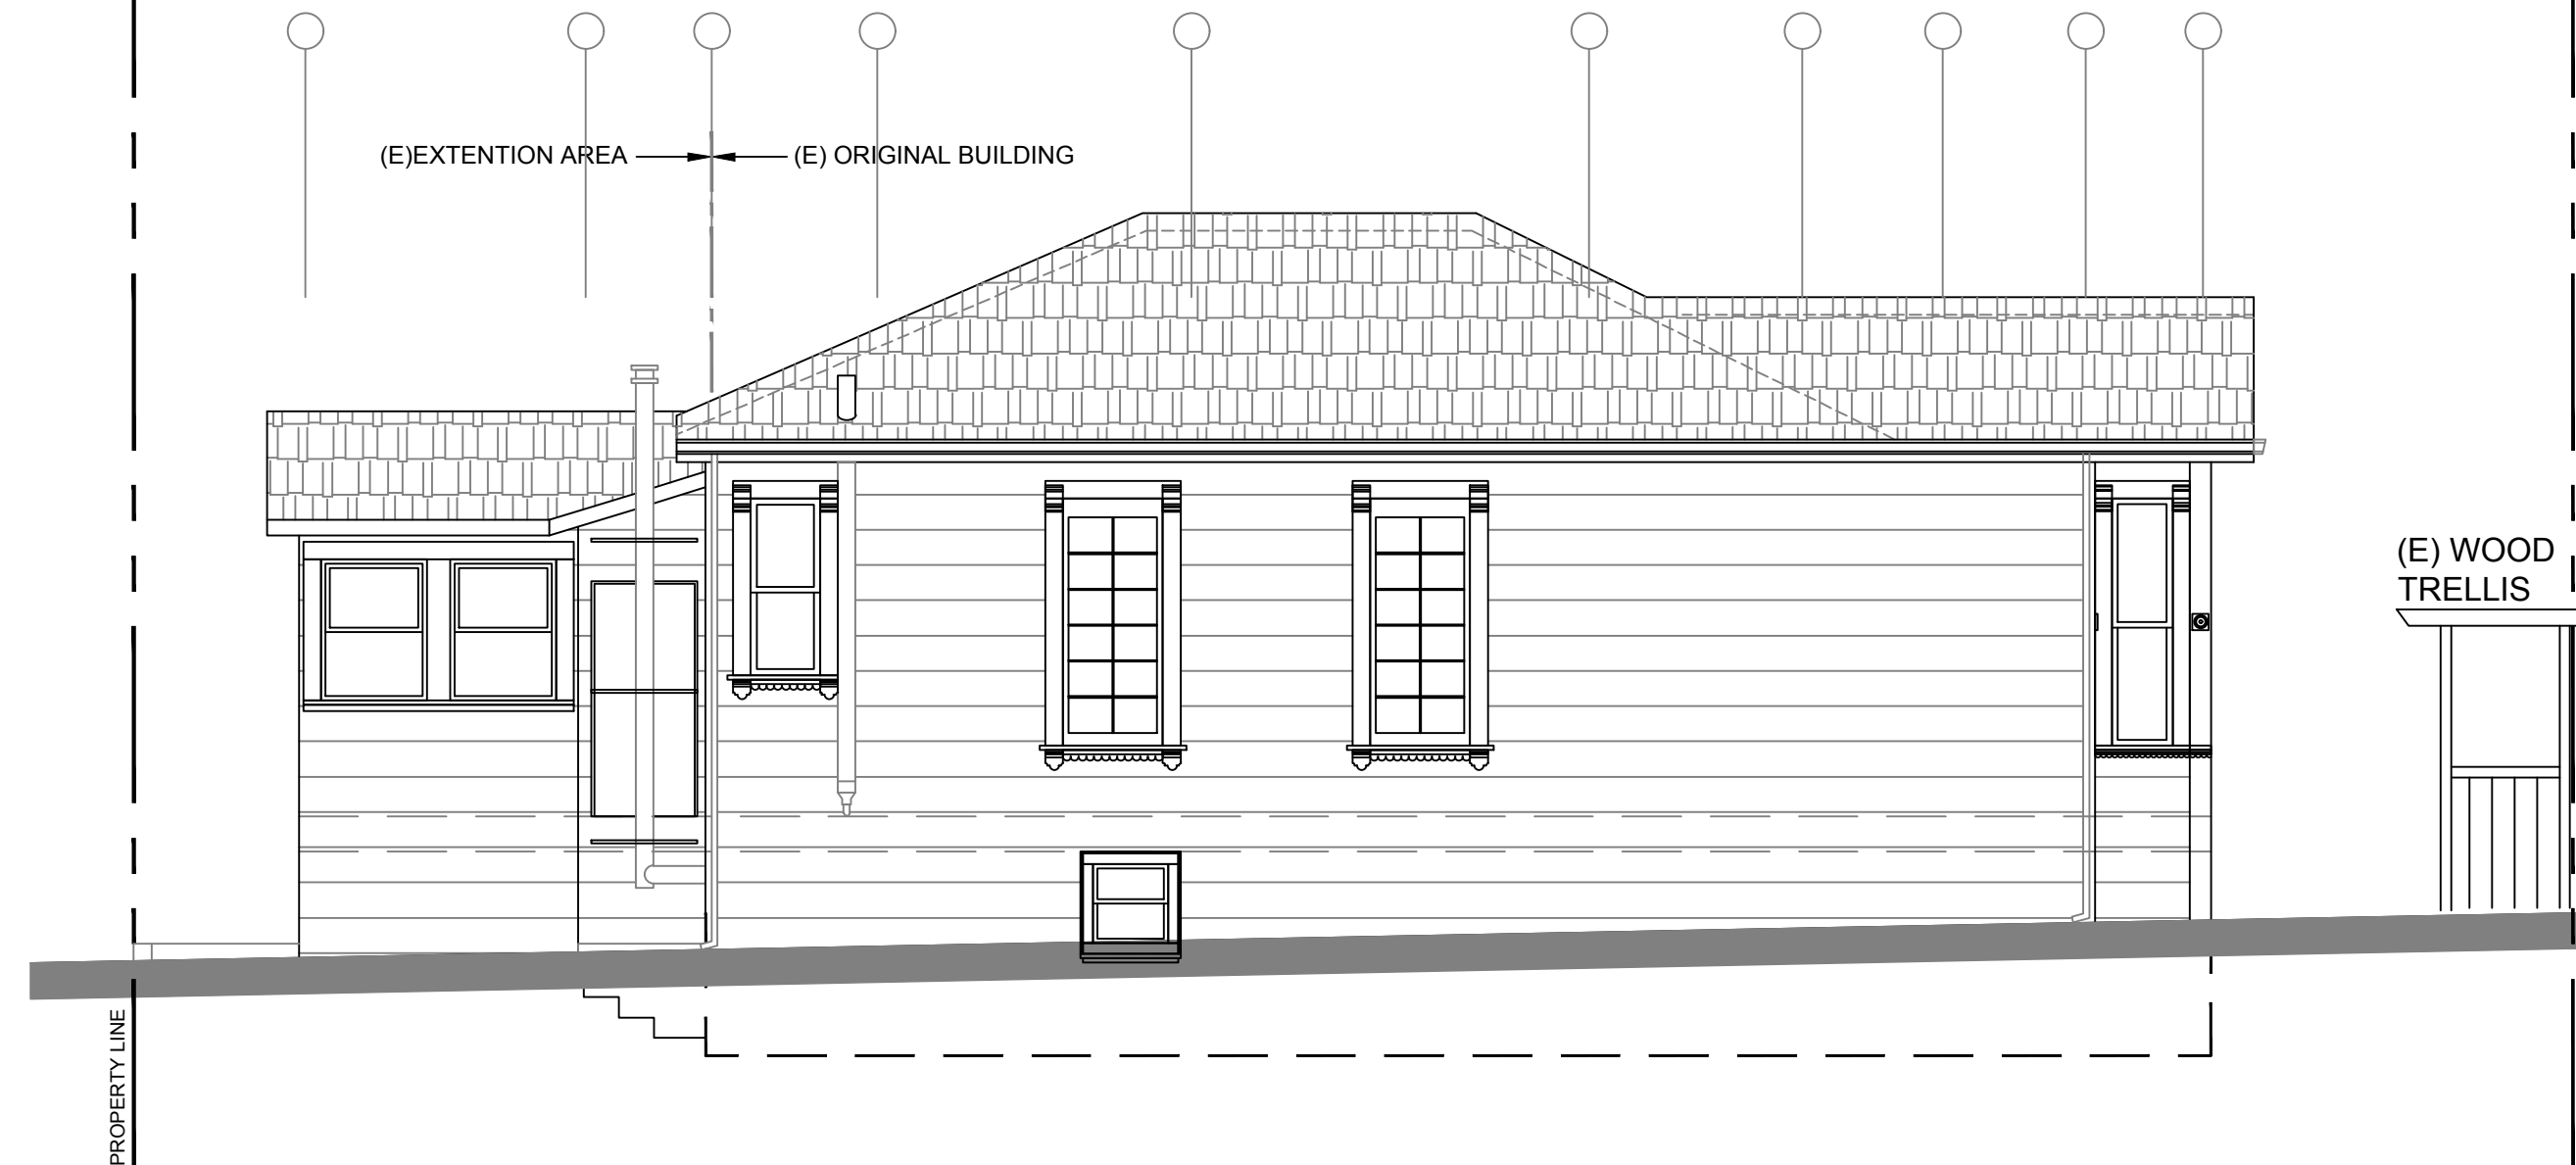 (E)EXTENTION AREA
(E) ORIGINAL BUILDING
(E) WOOD
TRELLIS
PROPERTY LINE